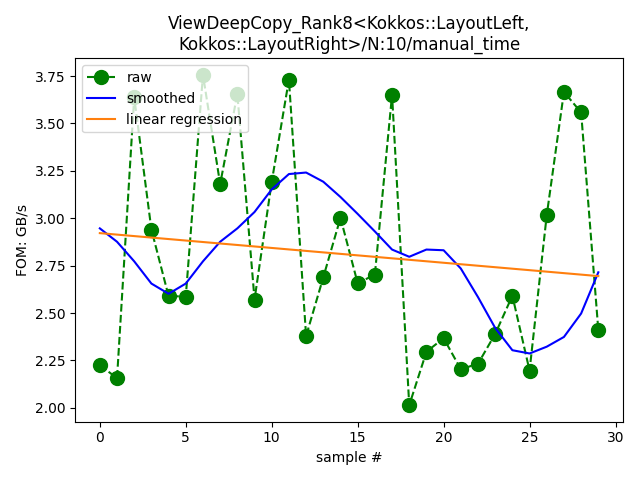 ViewDeepCopy_Rank8<Kokkos::LayoutLeft,
Kokkos::LayoutRight>/N:10/manual_time
raw
smoothed
linear regression
FOM: GB/s
3.75
3.50
3.25
3.00
2.75
2.50
2.25
2.00
0 5 10 15 20 25 30
sample #